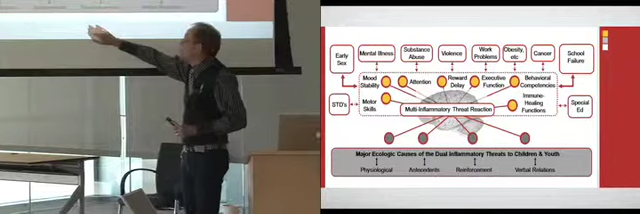 Early Sex
Mental Illness
Substance Abuse
Violence
Work Problems
Obesity, etc
Cancer
School Failure
Mood Stability
Attention
Reward Delay
Executive Function
Behavioral Competencies
STD's
Motor Skills
Multi-Inflammatory Threat Reaction
Immune-Healing Functions
Special Ed
Major Ecologic Causes of the Dual Inflammatory Threats to Children & Youth
Physiological
Antecedents
Reinforcement
Verbal Relations